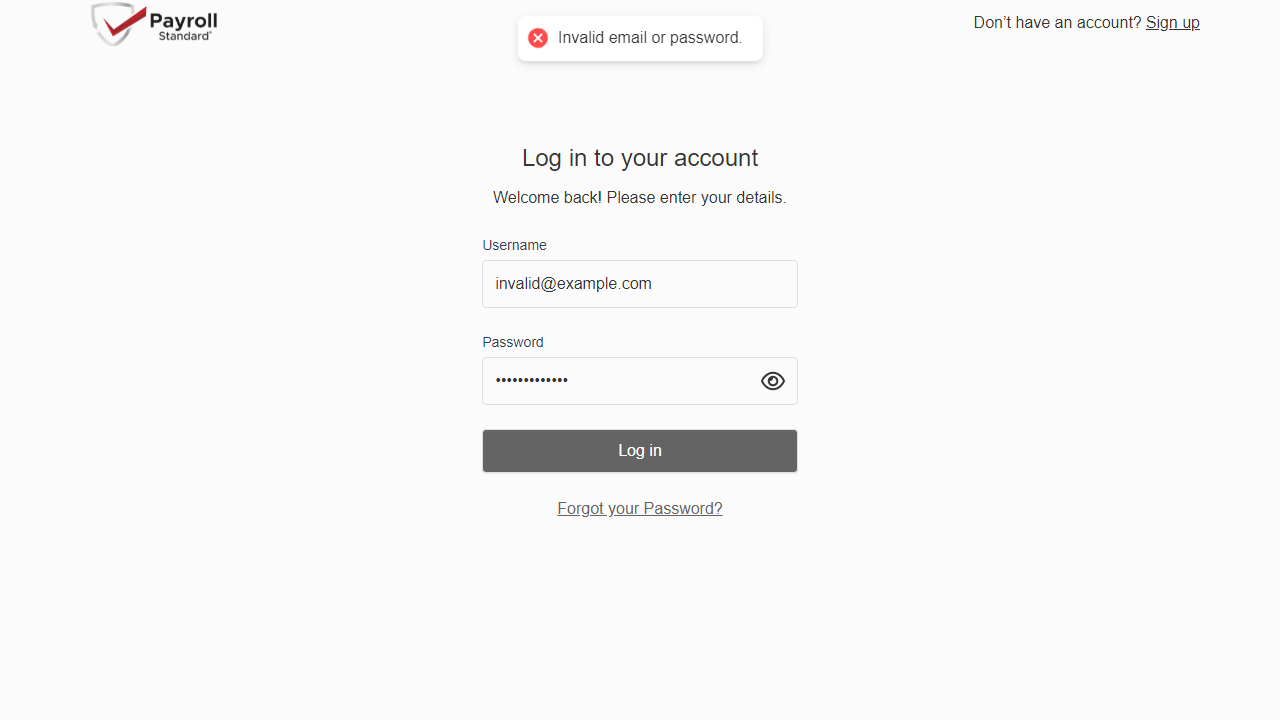 Payroll
Standard
Invalid email or password.
Don’t have an account? Sign up
Log in to your account
Welcome back! Please enter your details.
Username
invalid@example.com
Password
•••••••••••••
Log in
Forgot your Password?